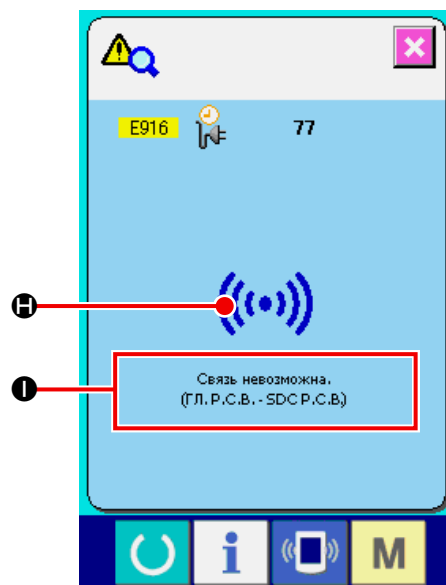 E916 77
H
I
Связь невозможна.
(ГЛ. P.C.B. - SDC P.C.B.)
i
M